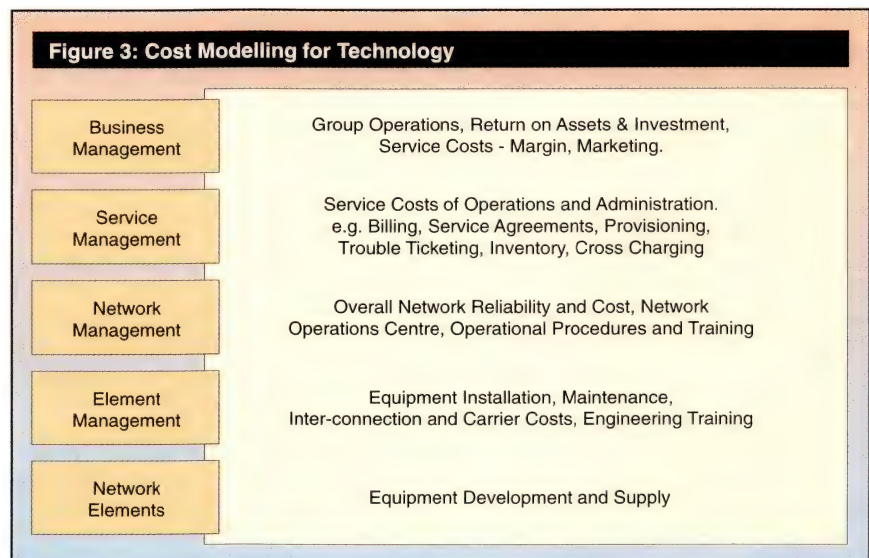 Figure 3: Cost Modelling for Technology
Business
Management
Group Operations, Return on Assets & Investment,
Service Costs - Margin, Marketing.
Service
Management
Service Costs of Operations and Administration.
e.g. Billing, Service Agreements, Provisioning,
Trouble Ticketing, Inventory, Cross Charging
Network
Management
Overall Network Reliability and Cost, Network
Operations Centre, Operational Procedures and Training
Element
Management
Equipment Installation, Maintenance,
Inter-connection and Carrier Costs, Engineering Training
Network
Elements
Equipment Development and Supply